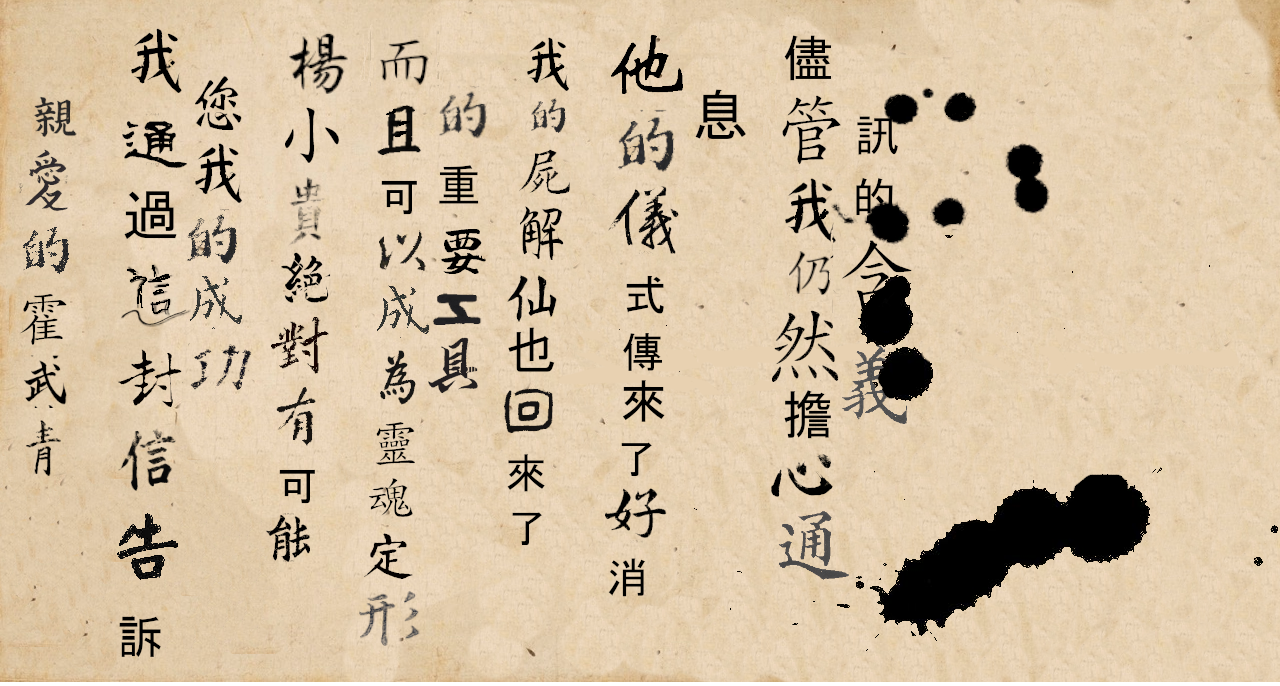 親愛的霍武青
我通過這封信告訴
您我的成功
楊小貴絕對有可能
而且可以成為靈魂定形
的重要工具
我的屍解仙也回來了
他的儀式傳來了好消
息
儘管我仍然擔心通
訊的含義